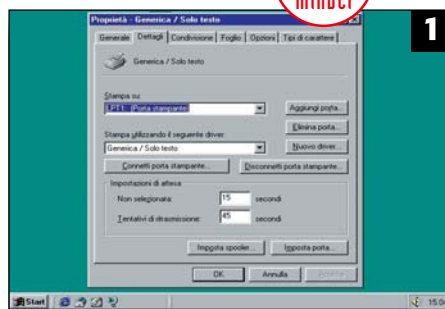 MINUTI
1
Proprietà - Generica / Solo testo
Generale Dettagli Condivisione Foglio Opzioni Tipi di carattere
Generica / Solo testo
Stampa su:
LPT1: (Porta stampante)
Aggiungi porta...
Elimina porta...
Stampa utilizzando il seguente driver:
Generica / Solo testo
Nuovo driver...
Connetti porta stampante...
Disconnetti porta stampante...
Impostazioni di attesa
Non selezionata: 15 secondi
Tentativi di ritrasmissione: 45 secondi
Imposta spooler...
Imposta porta...
OK Annulla Applica
Start